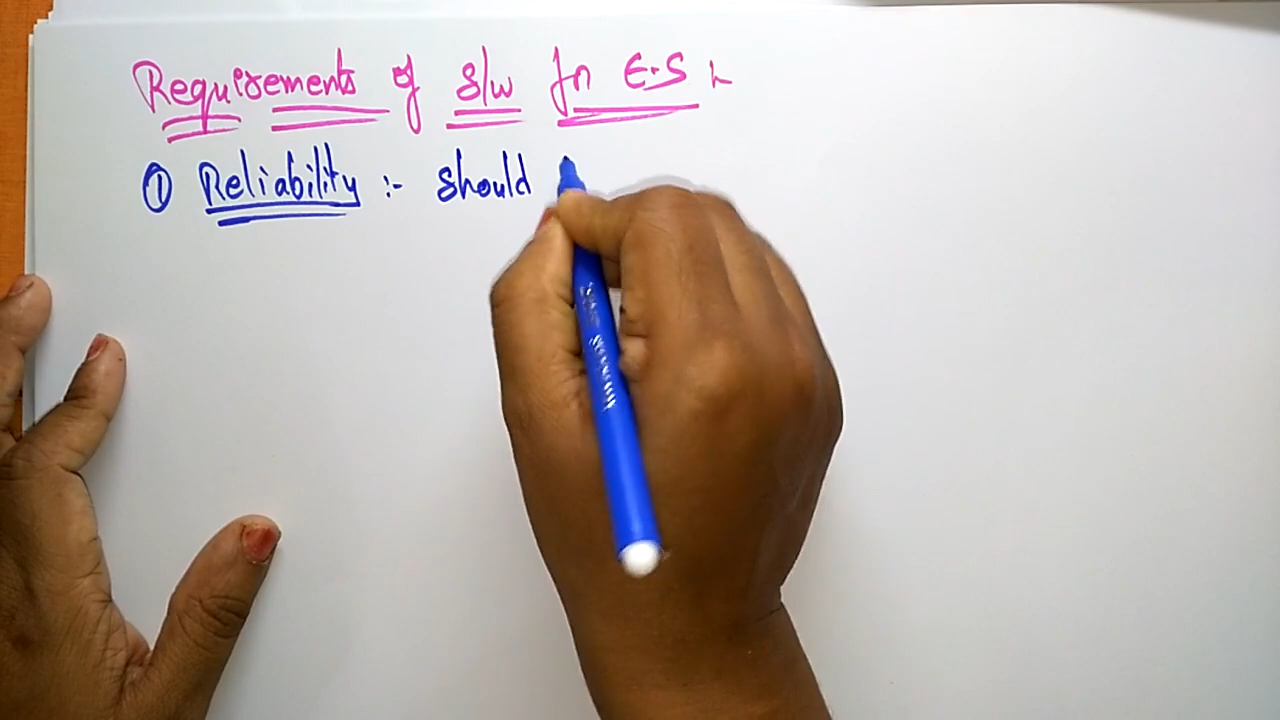 Requirements of S/W for E.S :-
① Reliability :- should